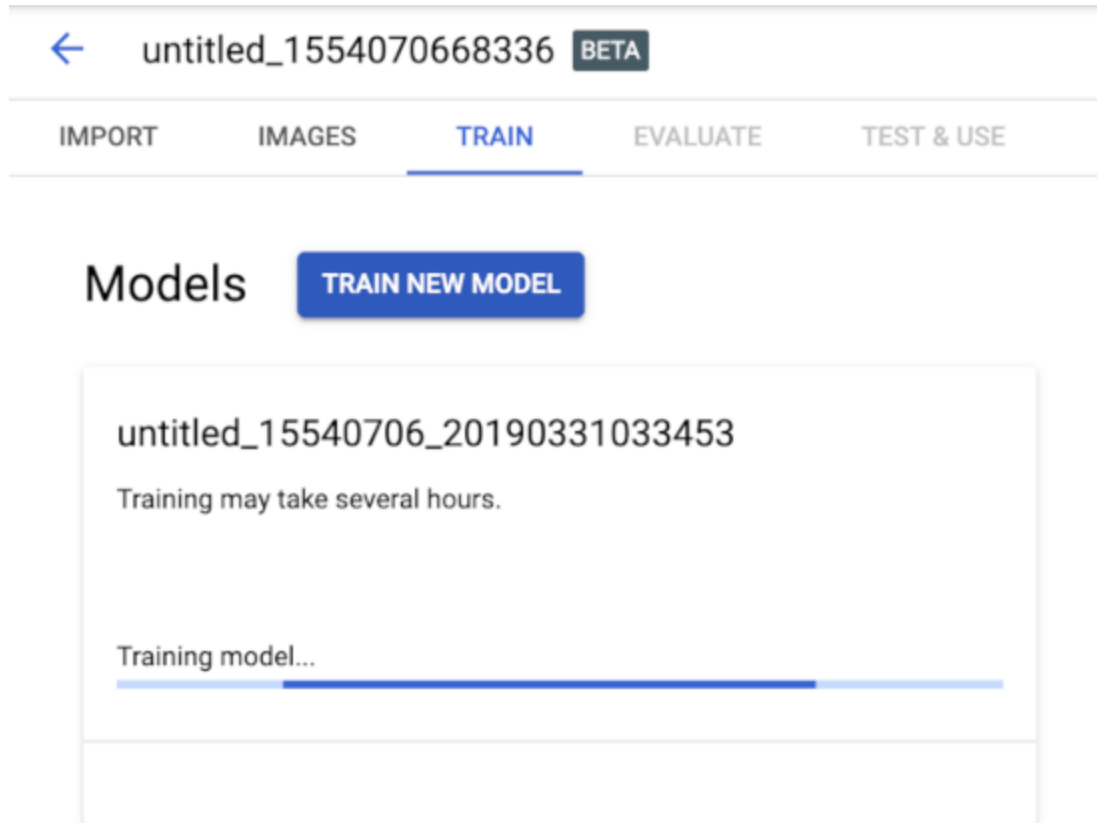 untitled_1554070668336 BETA
IMPORT IMAGES TRAIN EVALUATE TEST & USE
Models TRAIN NEW MODEL
untitled_15540706_20190331033453
Training may take several hours.
Training model...